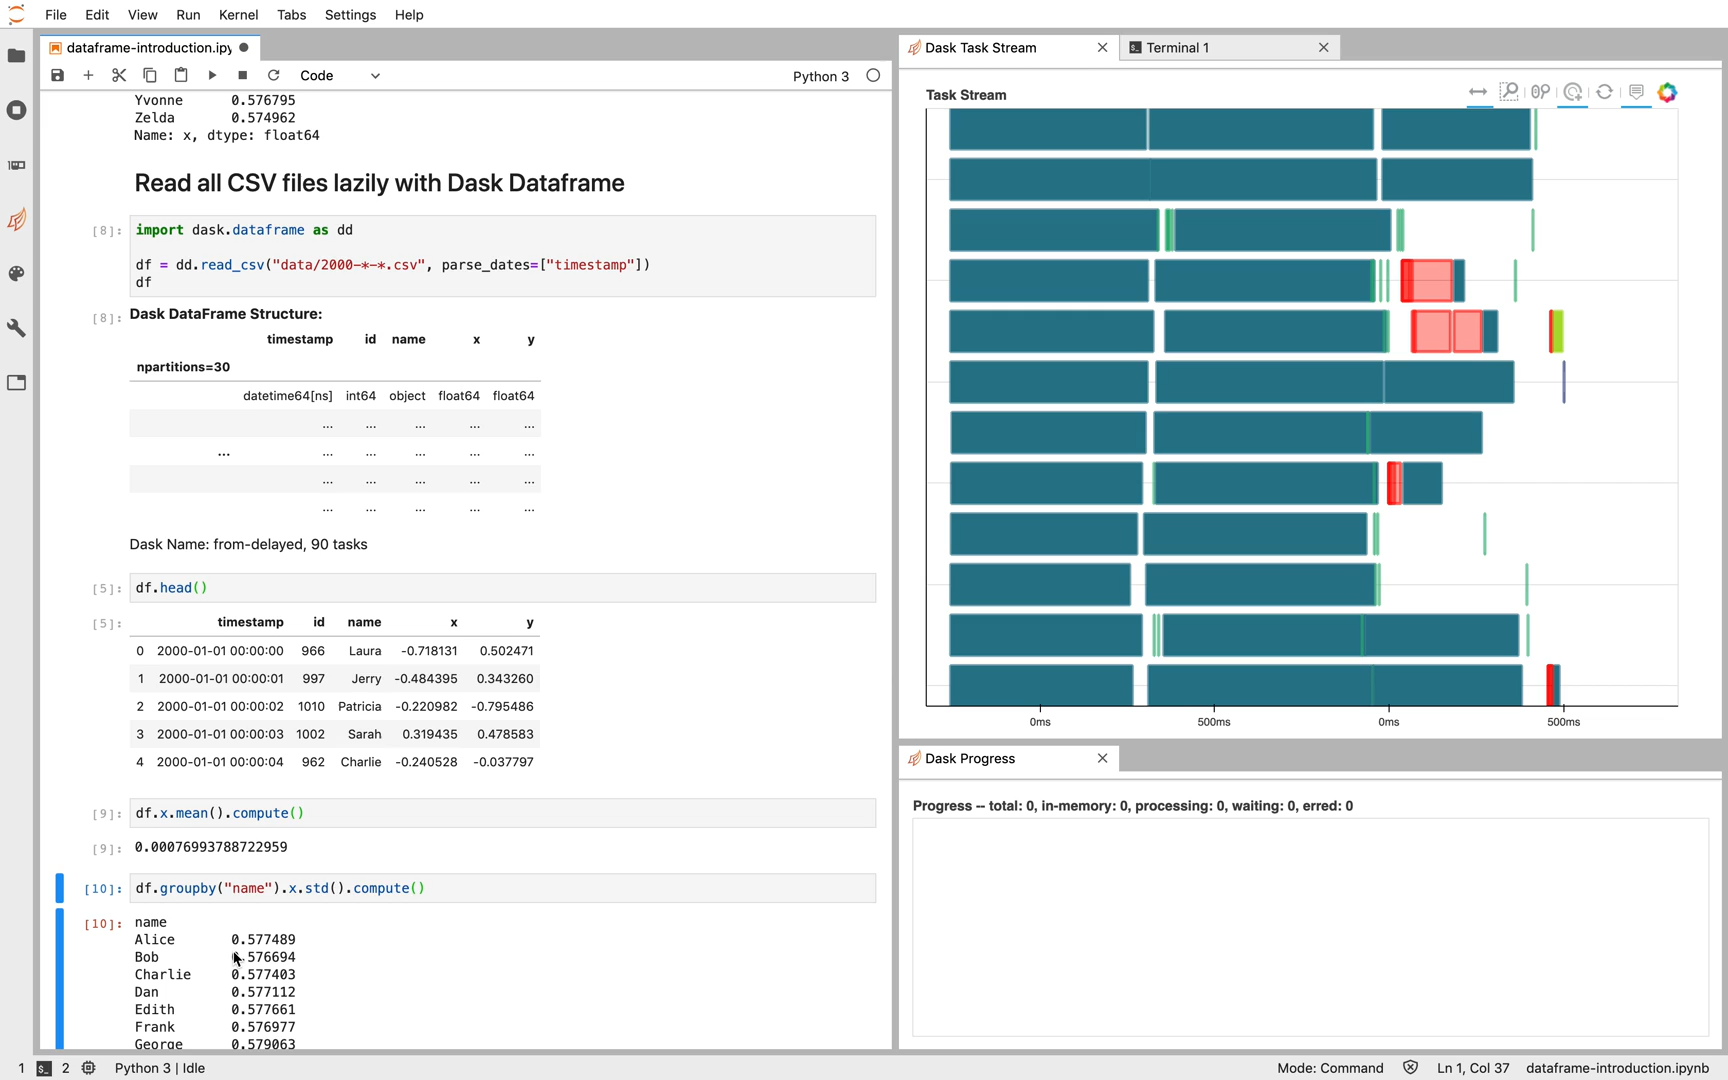 File Edit View Run Kernel Tabs Settings Help
dataframe-introduction.ipy
Code
Python 3
Yvonne 0.576795
Zelda 0.574962
Name: x, dtype: float64
Read all CSV files lazily with Dask Dataframe
[8]: import dask.dataframe as dd
df = dd.read_csv("data/2000-*-*.csv", parse_dates=["timestamp"])
df
[8]: Dask DataFrame Structure:
timestamp id name x y
npartitions=30
datetime64[ns] int64 object float64 float64
... ... ... ... ...
... ... ... ... ... ...
... ... ... ... ...
... ... ... ... ...
Dask Name: from-delayed, 90 tasks
[5]: df.head()
[5]: timestamp id name x y
0 2000-01-01 00:00:00 966 Laura -0.718131 0.502471
1 2000-01-01 00:00:01 997 Jerry -0.484395 0.343260
2 2000-01-01 00:00:02 1010 Patricia -0.220982 -0.795486
3 2000-01-01 00:00:03 1002 Sarah 0.319435 0.478583
4 2000-01-01 00:00:04 962 Charlie -0.240528 -0.037797
[9]: df.x.mean().compute()
[9]: 0.00076993788722959
[10]: df.groupby("name").x.std().compute()
[10]: name
Alice 0.577489
Bob 0.576694
Charlie 0.577403
Dan 0.577112
Edith 0.577661
Frank 0.576977
George 0.579063
Dask Task Stream
Terminal 1
Task Stream
0ms 500ms 0ms 500ms
Dask Progress
Progress -- total: 0, in-memory: 0, processing: 0, waiting: 0, erred: 0
1 2 Python 3 | Idle
Mode: Command Ln 1, Col 37 dataframe-introduction.ipynb